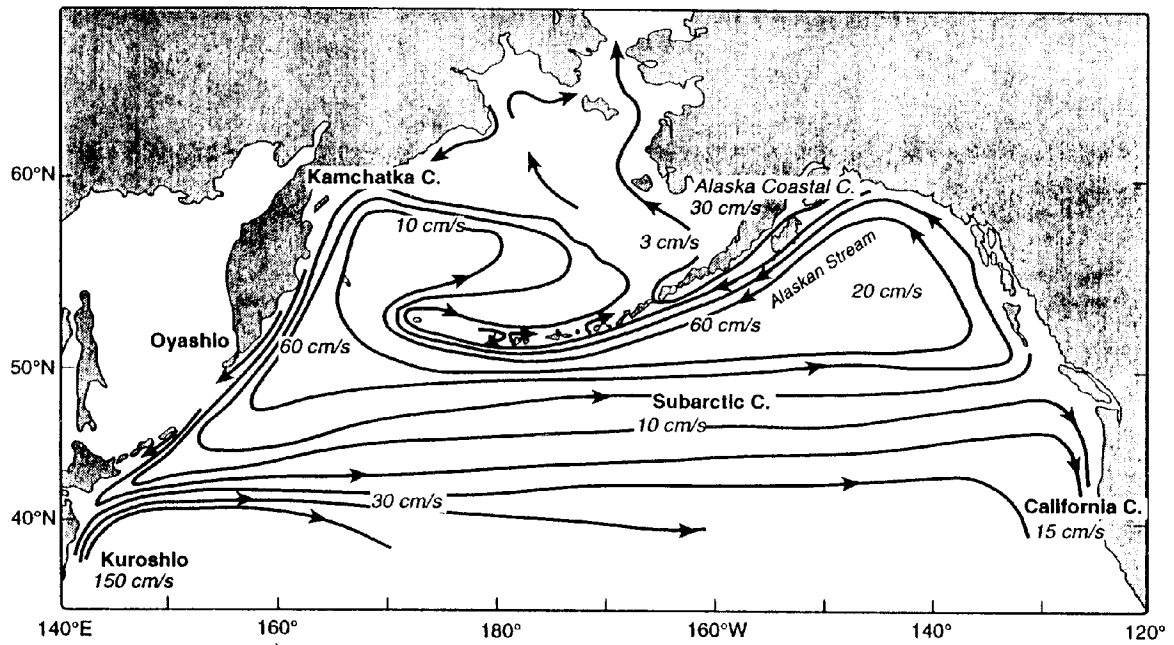 60°N
50°N
40°N
Kamchatka C.
10 cm/s
Alaska Coastal C.
30 cm/s
3 cm/s
Alaskan Stream
20 cm/s
60 cm/s
Oyashio
60 cm/s
Subarctic C.
10 cm/s
30 cm/s
California C.
15 cm/s
Kuroshio
150 cm/s
140°E
160°
180°
160°W
140°
120°